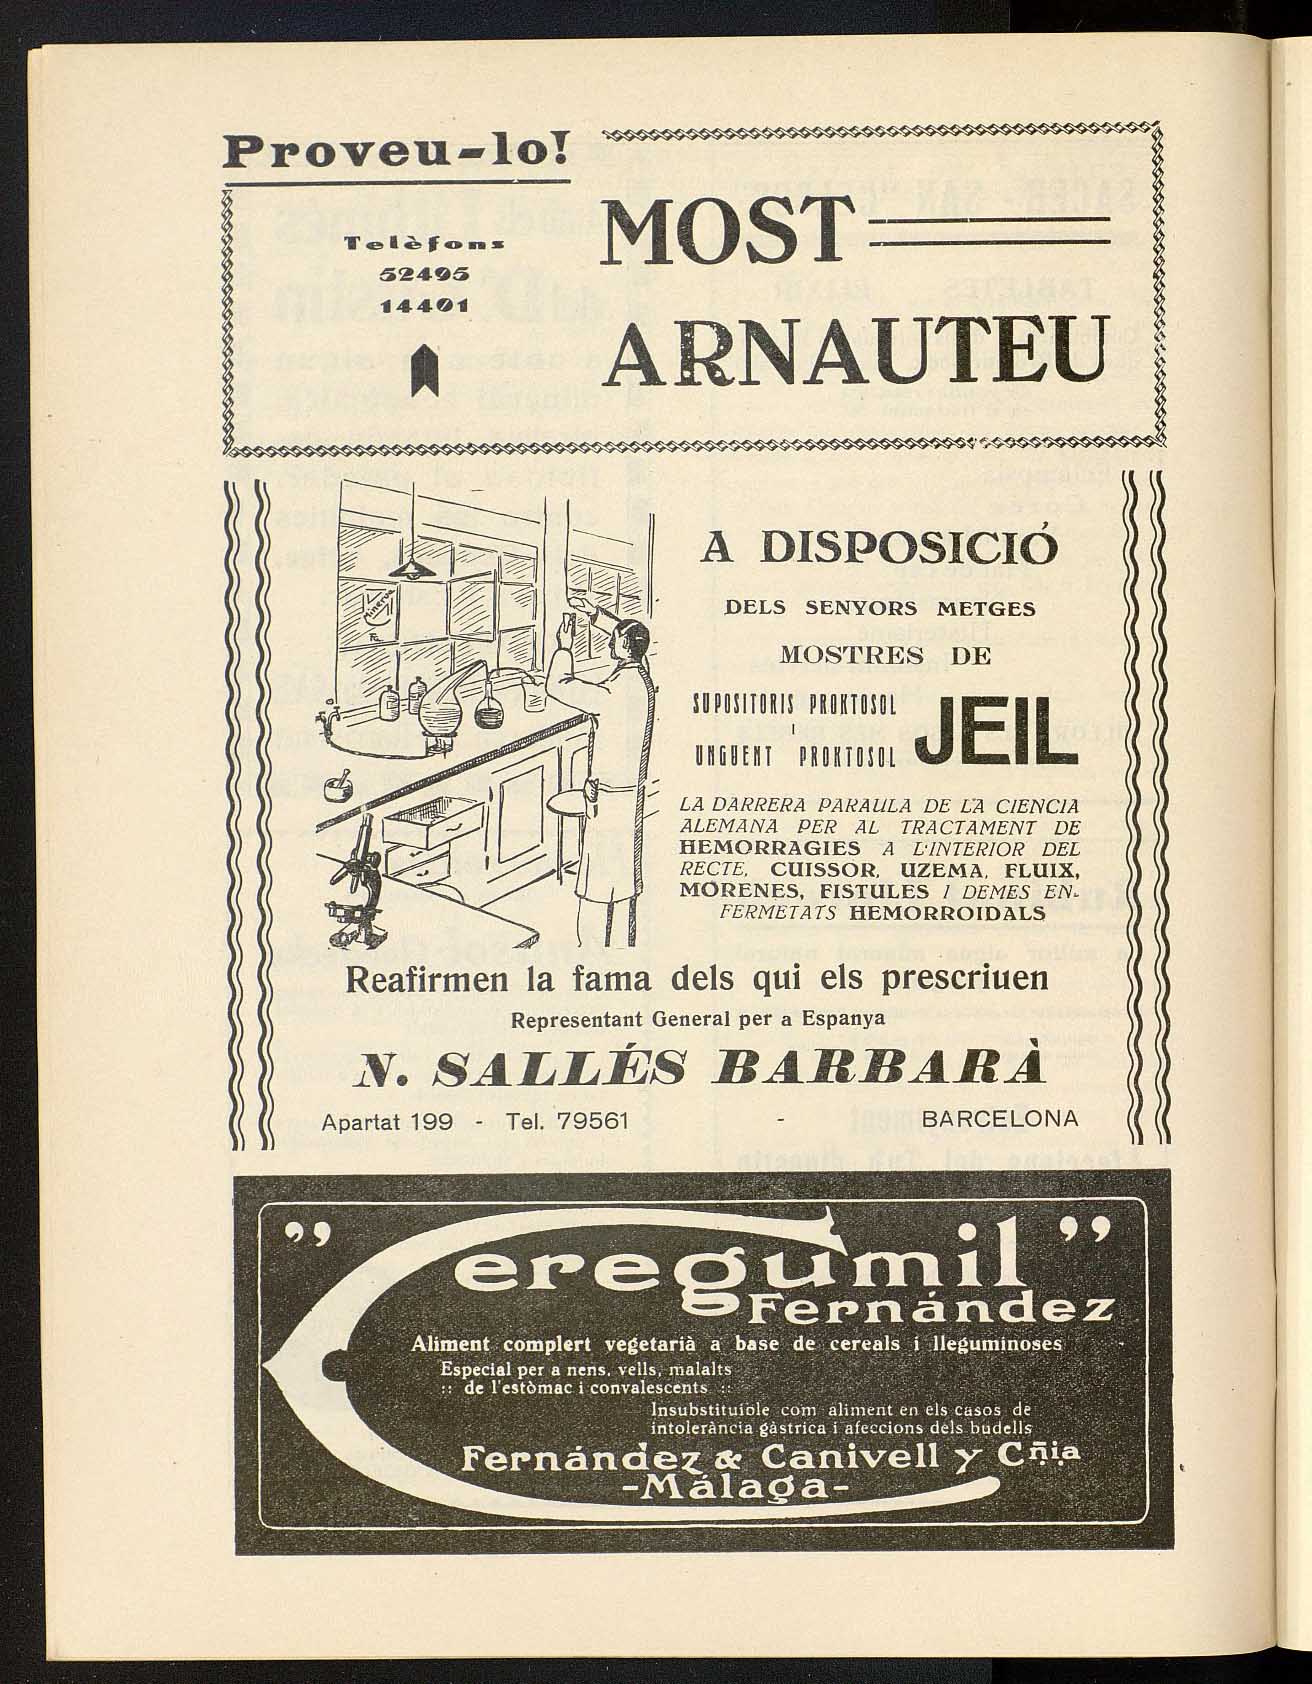 Proveu-lo!
Telèfons
52495
14401
MOST
ARNAUTEU
Minerva
A DISPOSICIÓ
DELS SENYORS METGES
MOSTRES DE
SUPOSITORIS PROKTOSOL
I
UNGÜENT PROKTOSOL
JEIL
LA DARRERA PARAULA DE LA CIENCIA
ALEMANA PER AL TRACTAMENT DE
HEMORRAGIES A L'INTERIOR DEL
RECTE, CUISSOR, UZEMA, FLUIX,
MORENES, FISTULES I DEMES EN-
FERMETATS HEMORROIDALS
Reafirmen la fama dels qui els prescriuen
Representant General per a Espanya
N. SALLÉS BARBARÀ
Apartat 199 - Tel. 79561 - BARCELONA
"Ceregumil"
Fernández
Aliment complert vegetarià a base de cereals i lleguminoses
Especial per a nens, vells, malalts
:: de l'estòmac i convalescents ::
Insubstituible com aliment en els casos de
intolerància gàstrica i afeccions dels budells
Fernández & Canivell y Cñia
-Málaga-